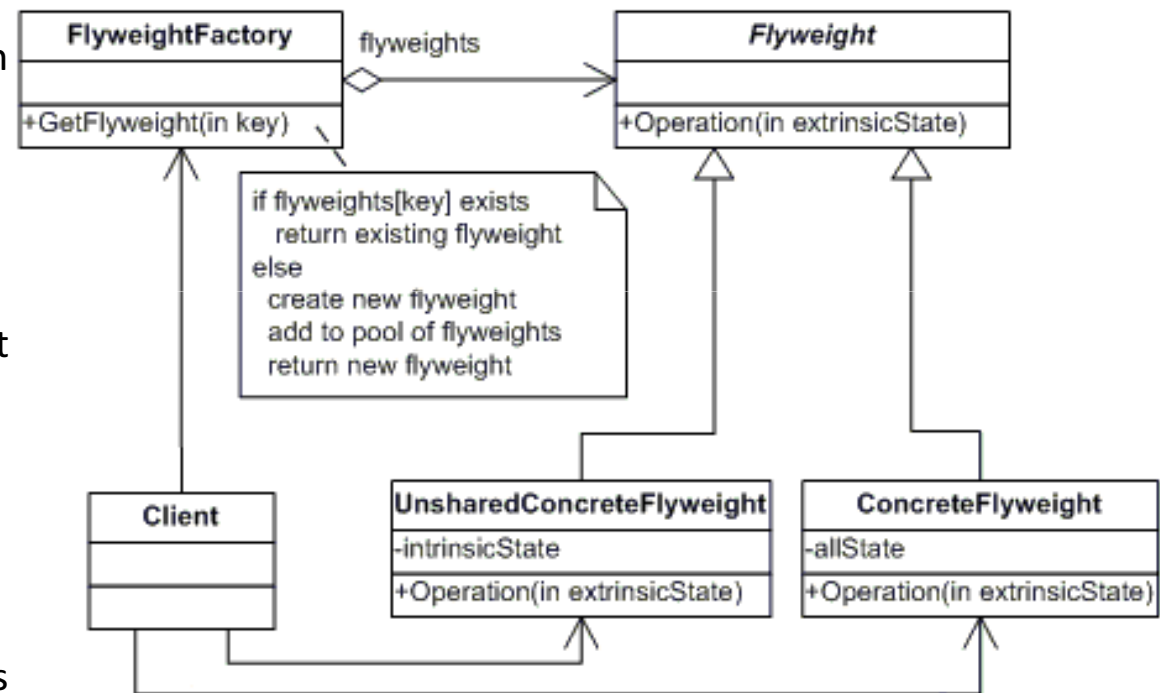 FlyweightFactory
+GetFlyweight(in key)
flyweights
Flyweight
+Operation(in extrinsicState)
if flyweights[key] exists
return existing flyweight
else
create new flyweight
add to pool of flyweights
return new flyweight
Client
UnsharedConcreteFlyweight
-intrinsicState
+Operation(in extrinsicState)
ConcreteFlyweight
-allState
+Operation(in extrinsicState)